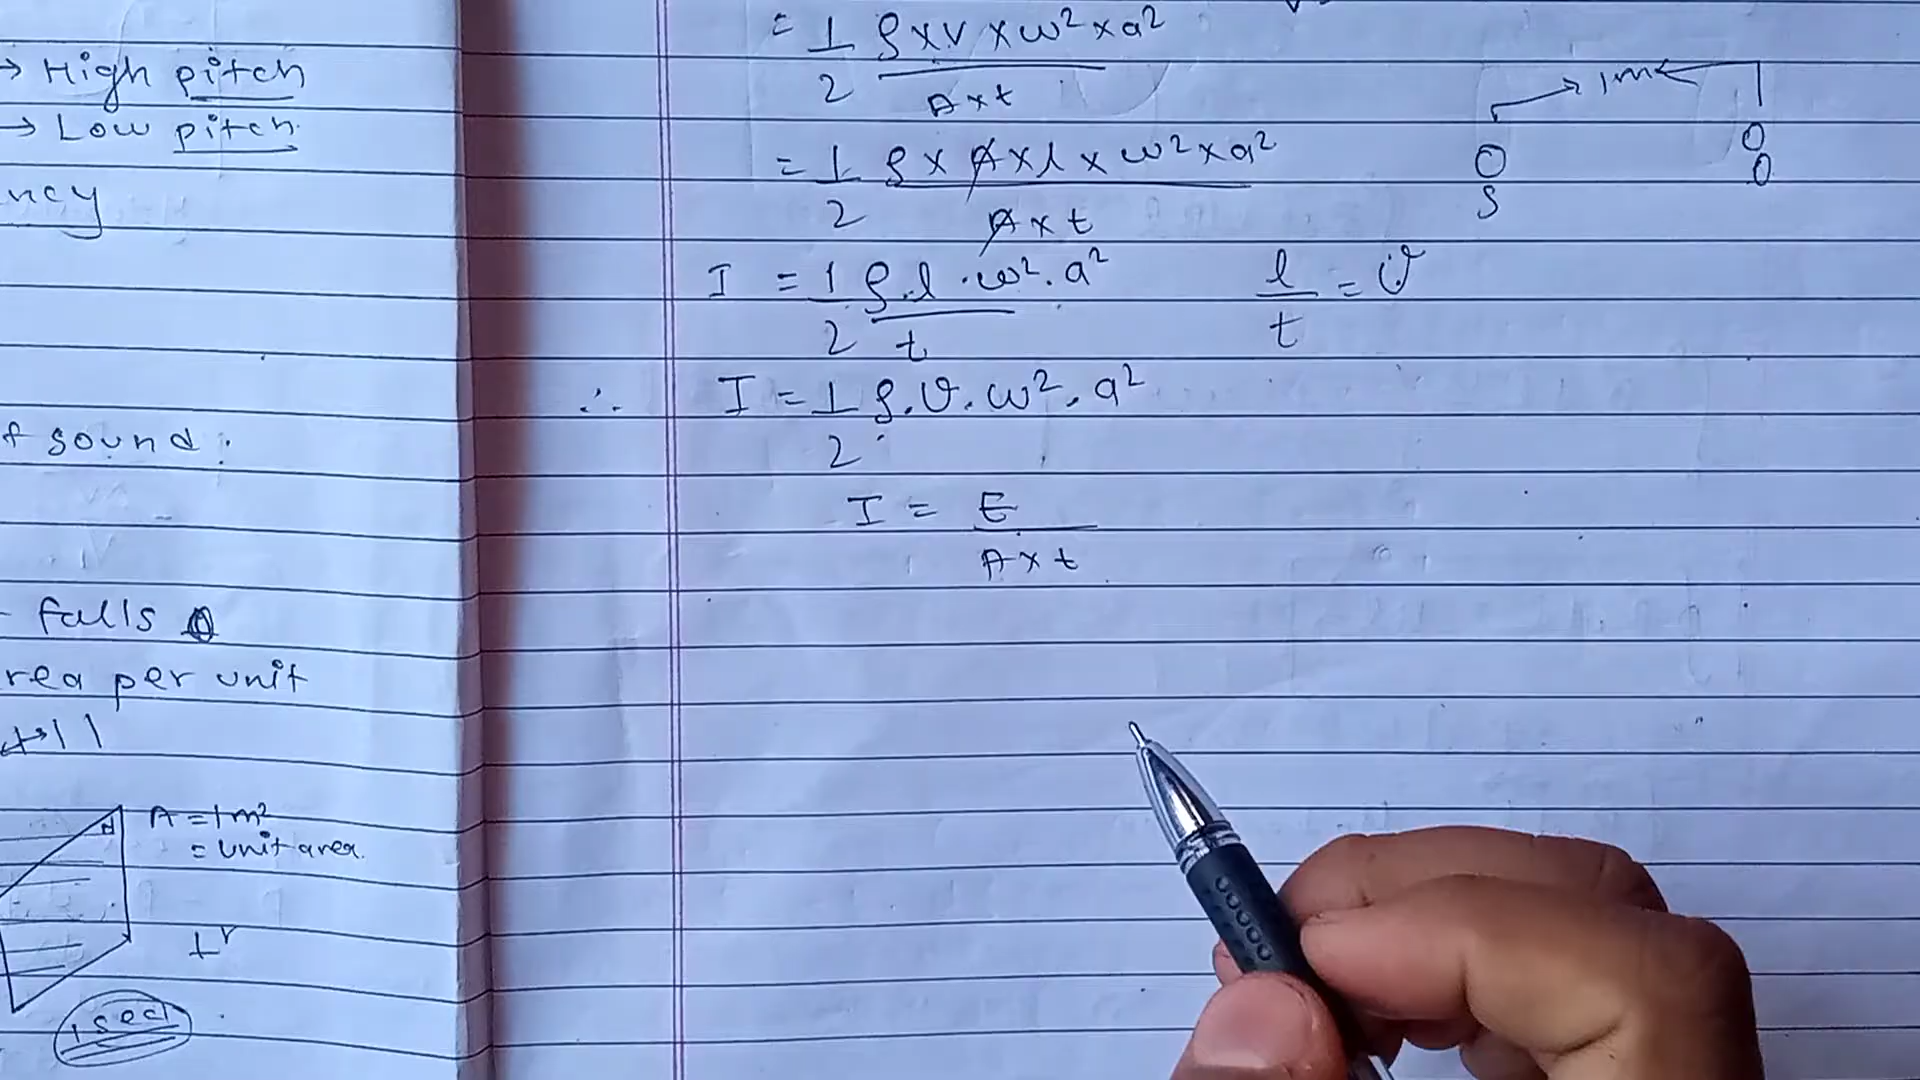 → High pitch
→ Low pitch
ncy
f sound:
falls
rea per unit
A = 1m²
= Unit area.
⊥r
1 sec
= 1/2 ρ×V×ω²×a² / A×t
= 1/2 ρ×A×l×ω²×a² / A×t
I = 1/2 ρ.l.ω².a² / t
l/t = v
∴ I = 1/2 ρ.v.ω².a²
I = E / A×t
1m
S
O